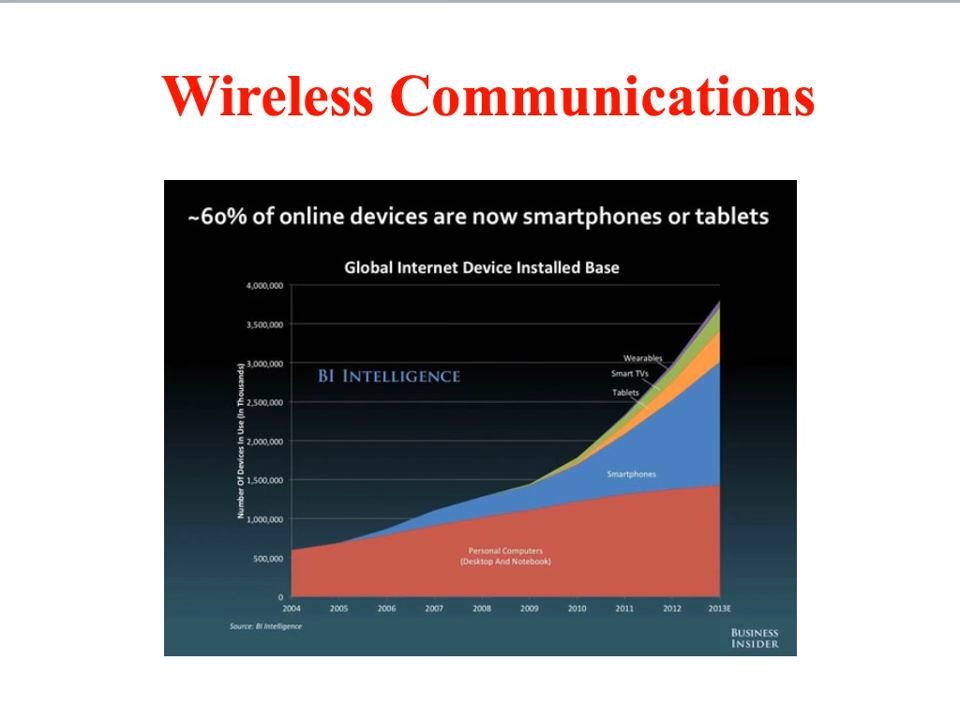 Wireless Communications
~60% of online devices are now smartphones or tablets
Global Internet Device Installed Base
Number Of Devices In Use (In Thousands)
4,000,000
3,500,000
3,000,000
2,500,000
2,000,000
1,500,000
1,000,000
500,000
0
BI INTELLIGENCE
Wearables
Smart TVs
Tablets
Smartphones
Personal Computers
(Desktop And Notebook)
2004 2005 2006 2007 2008 2009 2010 2011 2012 2013E
Source: BI Intelligence
BUSINESS
INSIDER